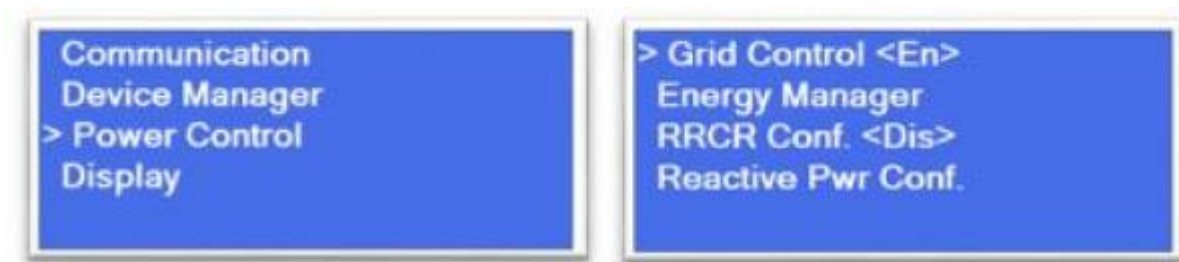 Communication
Device Manager
> Power Control
Display
> Grid Control <En>
Energy Manager
RRCR Conf. <Dis>
Reactive Pwr Conf.